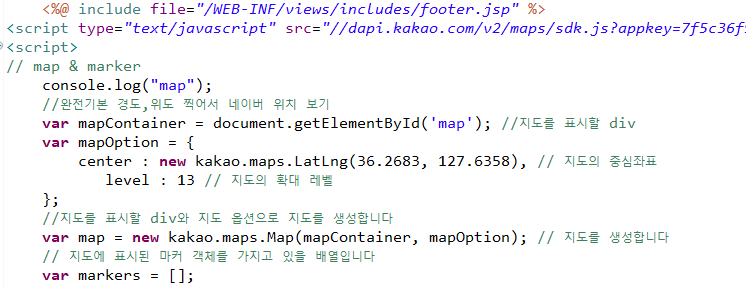 <%@ include file="/WEB-INF/views/includes/footer.jsp" %>
<script type="text/javascript" src="//dapi.kakao.com/v2/maps/sdk.js?appkey=7f5c36f
<script>
// map & marker
console.log("map");
//완전기본 경도,위도 찍어서 네이버 위치 보기
var mapContainer = document.getElementById('map'); //지도를 표시할 div
var mapOption = {
center : new kakao.maps.LatLng(36.2683, 127.6358), // 지도의 중심좌표
level : 13 // 지도의 확대 레벨
};
//지도를 표시할 div와 지도 옵션으로 지도를 생성합니다
var map = new kakao.maps.Map(mapContainer, mapOption); // 지도를 생성합니다
// 지도에 표시된 마커 객체를 가지고 있을 배열입니다
var markers = [];